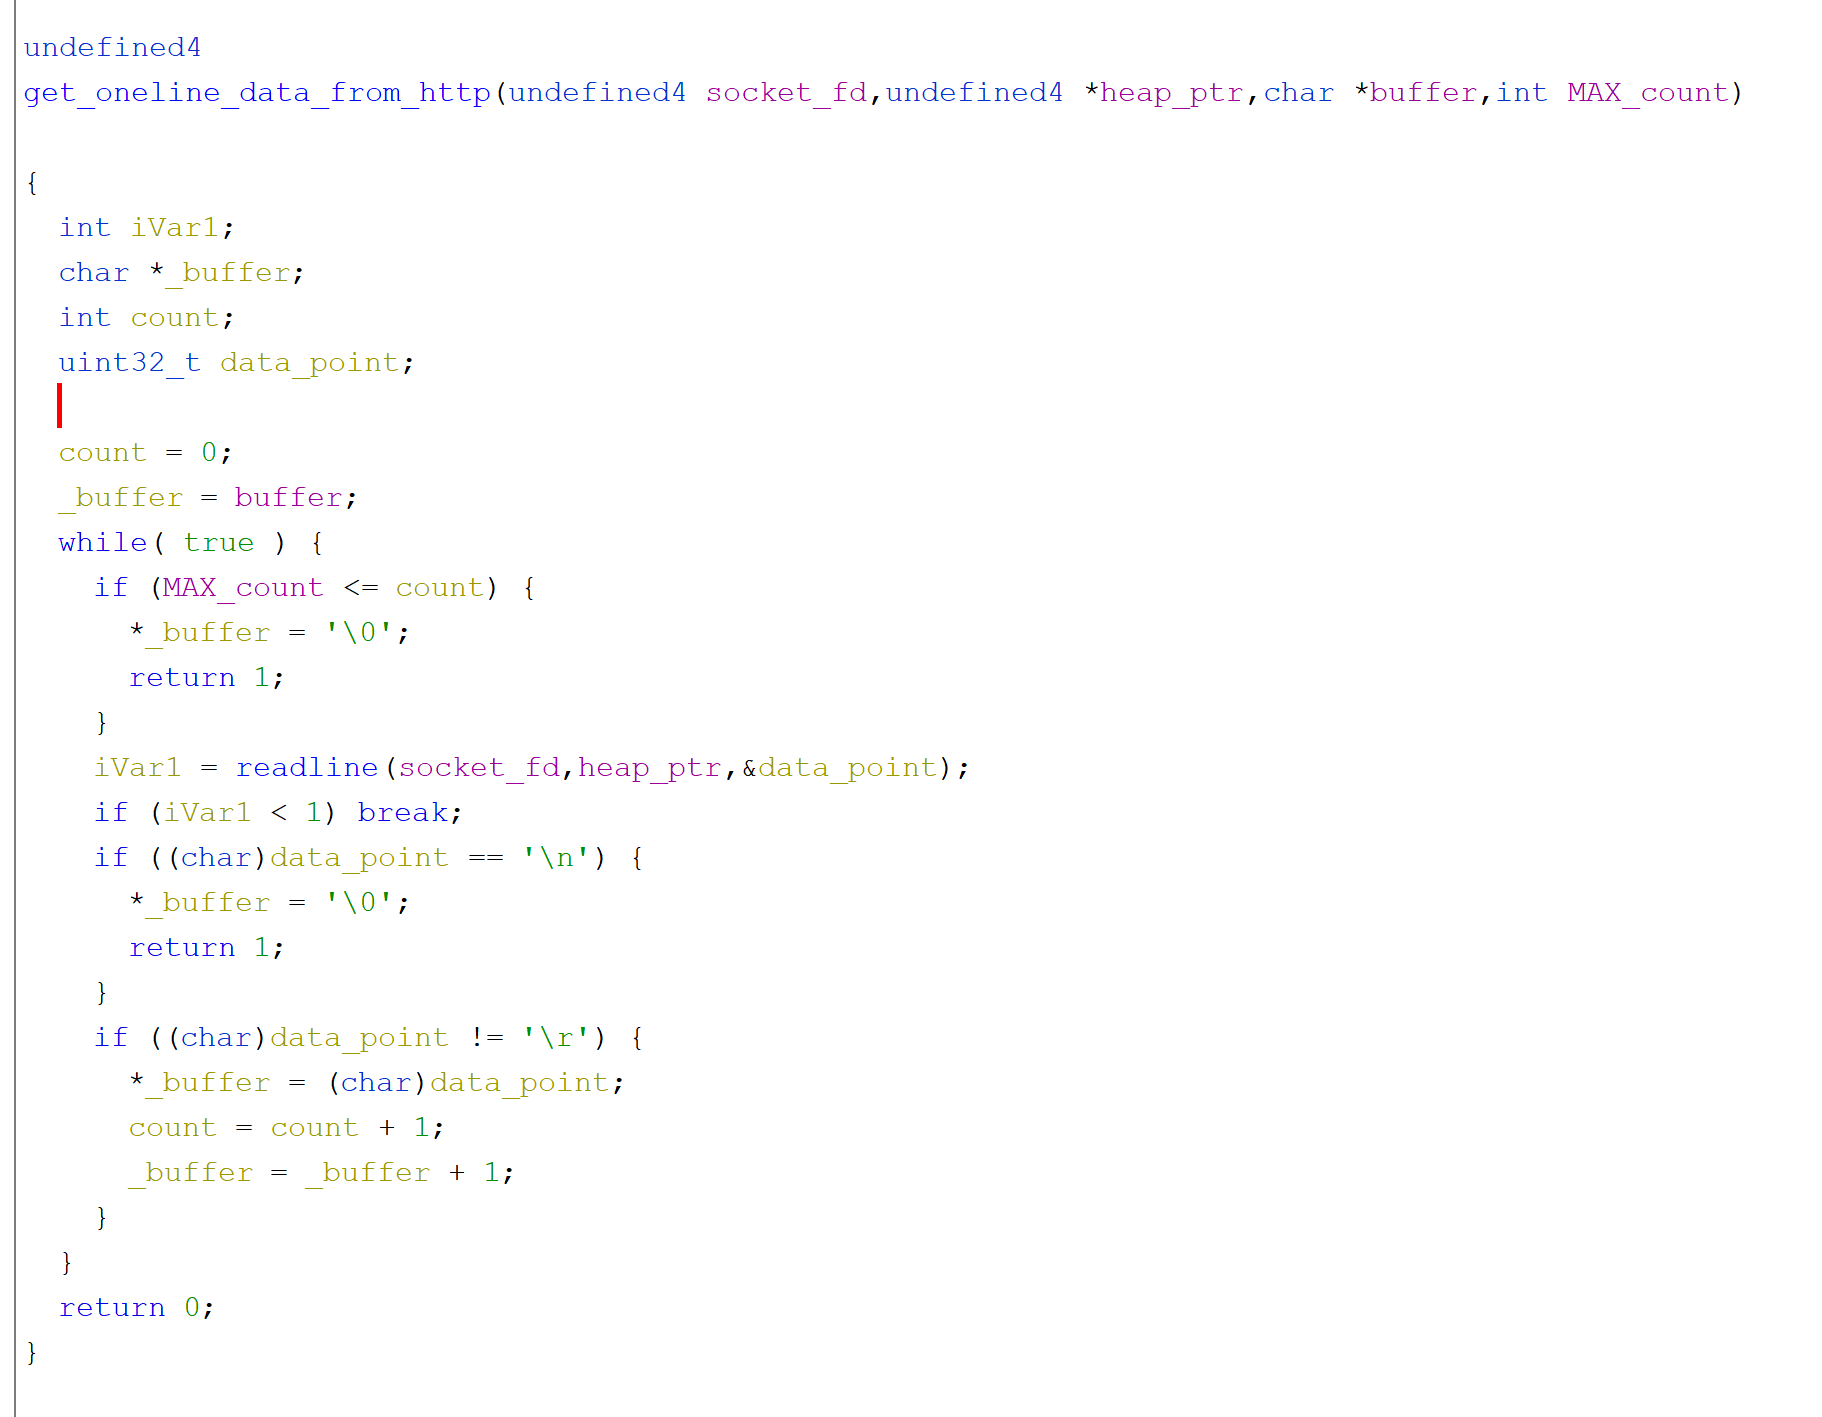 undefined4
get_oneline_data_from_http(undefined4 socket_fd,undefined4 *heap_ptr,char *buffer,int MAX_count)
{
  int iVar1;
  char *_buffer;
  int count;
  uint32_t data_point;
  count = 0;
  _buffer = buffer;
  while( true ) {
    if (MAX_count <= count) {
      *_buffer = '\0';
      return 1;
    }
    iVar1 = readline(socket_fd,heap_ptr,&data_point);
    if (iVar1 < 1) break;
    if ((char)data_point == '\n') {
      *_buffer = '\0';
      return 1;
    }
    if ((char)data_point != '\r') {
      *_buffer = (char)data_point;
      count = count + 1;
      _buffer = _buffer + 1;
    }
  }
  return 0;
}